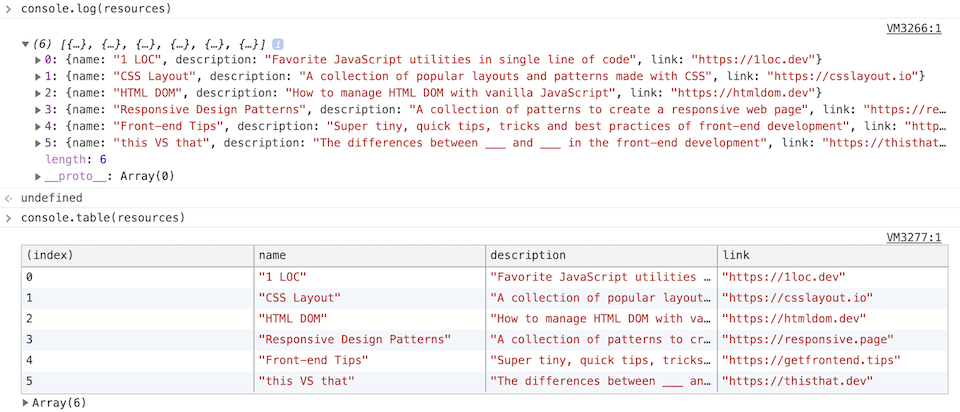 console.log(resources)
VM3266:1
(6) [{…}, {…}, {…}, {…}, {…}, {…}] i
0: {name: "1 LOC", description: "Favorite JavaScript utilities in single line of code", link: "https://1loc.dev"}
1: {name: "CSS Layout", description: "A collection of popular layouts and patterns made with CSS", link: "https://csslayout.io"}
2: {name: "HTML DOM", description: "How to manage HTML DOM with vanilla JavaScript", link: "https://htmldom.dev"}
3: {name: "Responsive Design Patterns", description: "A collection of patterns to create a responsive web page", link: "https://re…
4: {name: "Front-end Tips", description: "Super tiny, quick tips, tricks and best practices of front-end development", link: "http…
5: {name: "this VS that", description: "The differences between ___ and ___ in the front-end development", link: "https://thisthat…
length: 6
__proto__: Array(0)
undefined
console.table(resources)
VM3277:1
(index) name description link
0 "1 LOC" "Favorite JavaScript utilities … "https://1loc.dev"
1 "CSS Layout" "A collection of popular layout… "https://csslayout.io"
2 "HTML DOM" "How to manage HTML DOM with va… "https://htmldom.dev"
3 "Responsive Design Patterns" "A collection of patterns to cr… "https://responsive.page"
4 "Front-end Tips" "Super tiny, quick tips, tricks… "https://getfrontend.tips"
5 "this VS that" "The differences between ___ an… "https://thisthat.dev"
Array(6)